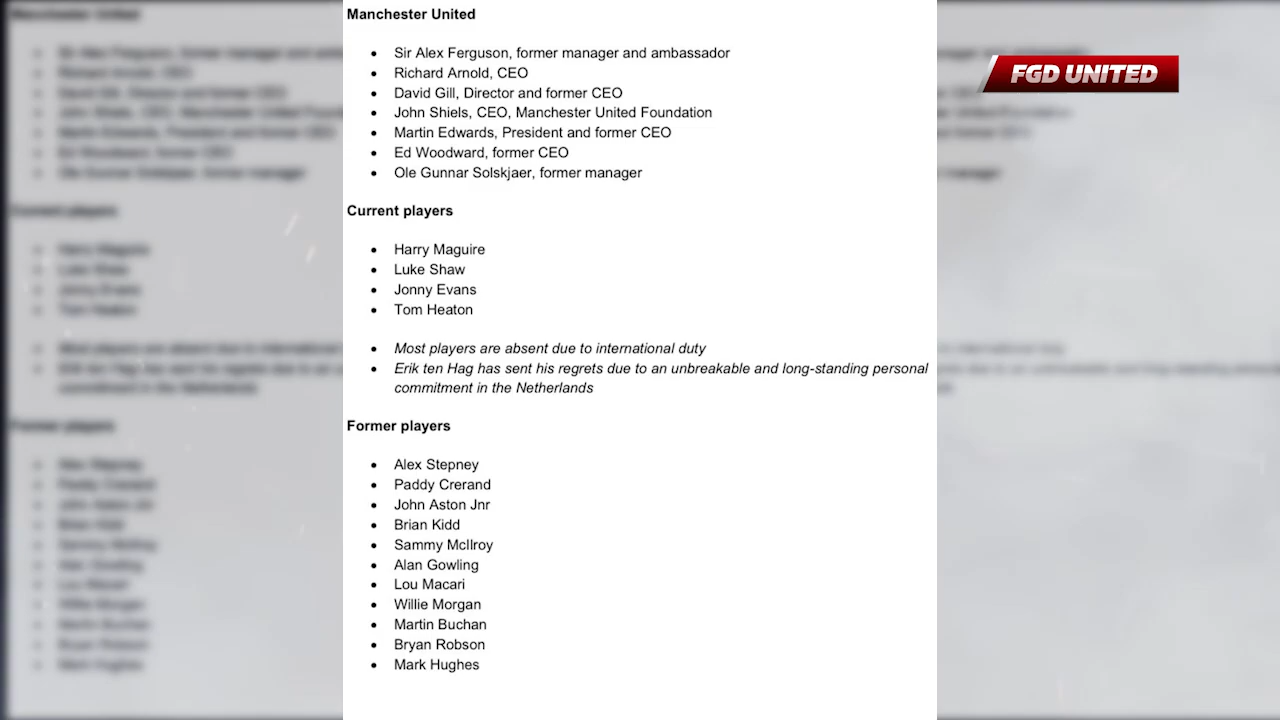 Manchester United
• Sir Alex Ferguson, former manager and ambassador
• Richard Arnold, CEO
• David Gill, Director and former CEO
• John Shiels, CEO, Manchester United Foundation
• Martin Edwards, President and former CEO
• Ed Woodward, former CEO
• Ole Gunnar Solskjaer, former manager
Current players
• Harry Maguire
• Luke Shaw
• Jonny Evans
• Tom Heaton
• Most players are absent due to international duty
• Erik ten Hag has sent his regrets due to an unbreakable and long-standing personal
commitment in the Netherlands
Former players
• Alex Stepney
• Paddy Crerand
• John Aston Jnr
• Brian Kidd
• Sammy McIlroy
• Alan Gowling
• Lou Macari
• Willie Morgan
• Martin Buchan
• Bryan Robson
• Mark Hughes
FGD UNITED